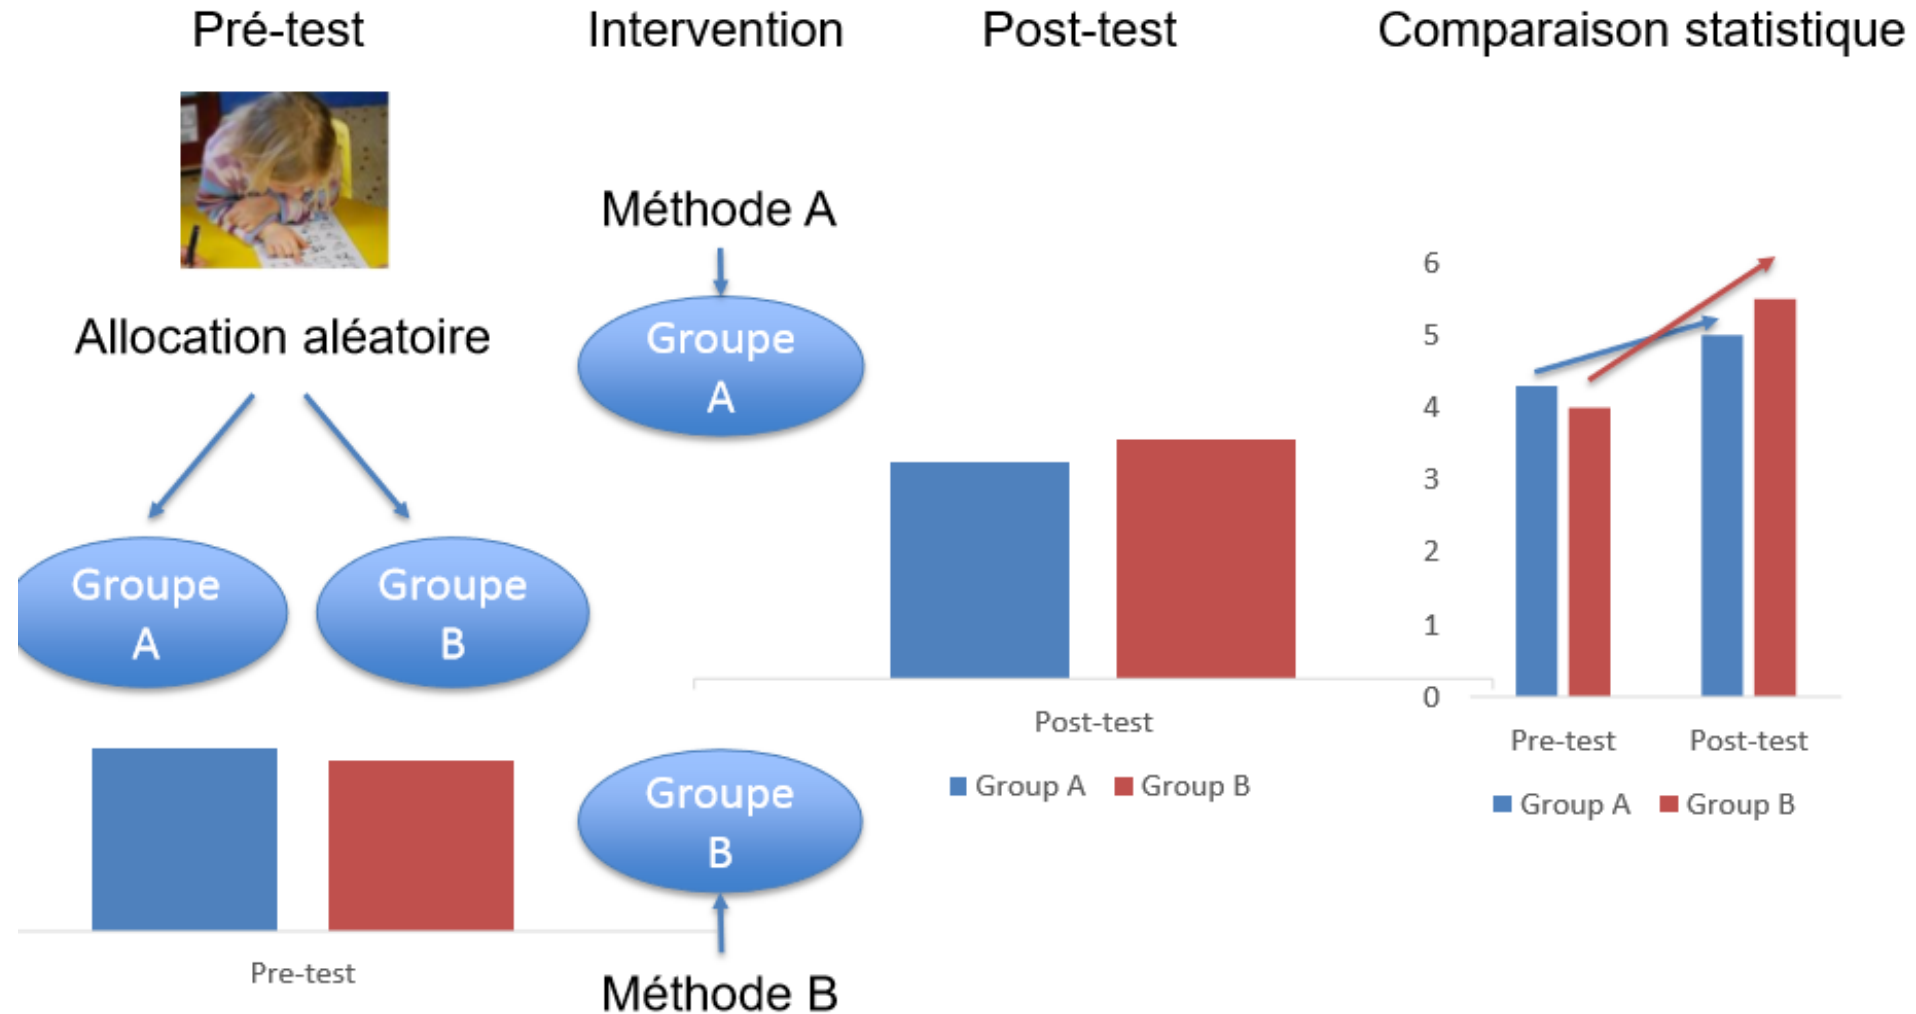 Pré-test
Intervention
Post-test
Comparaison statistique
Allocation aléatoire
Groupe
A
Groupe
B
Pre-test
Méthode A
Groupe
A
Groupe
B
Méthode B
Post-test
Group A
Group B
6
5
4
3
2
1
0
Pre-test
Post-test
Group A
Group B